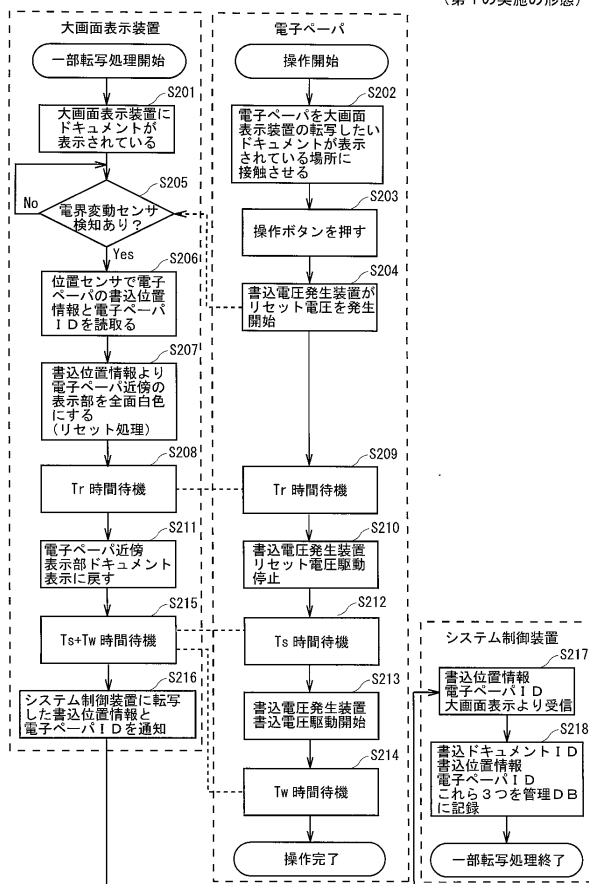 (第1の実施の形態)
大画面表示装置
一部転写処理開始
S201
大画面表示装置に
ドキュメントが
表示されている
S205
No
電界変動センサ
検知あり?
Yes
S206
位置センサで電子
ペーパの書込位置
情報と電子ペーパ
IDを読取る
S207
書込位置情報より
電子ペーパ近傍の
表示部を全面白色
にする
(リセット処理)
S208
Tr 時間待機
S211
電子ペーパ近傍
表示部ドキュメント
表示に戻す
S215
Ts+Tw 時間待機
S216
システム制御装置に転写
した書込位置情報と
電子ペーパIDを通知
電子ペーパ
操作開始
S202
電子ペーパを大画面
表示装置の転写したい
ドキュメントが表示
されている場所に
接触させる
S203
操作ボタンを押す
S204
書込電圧発生装置が
リセット電圧を発生
開始
S209
Tr 時間待機
S210
書込電圧発生装置
リセット電圧駆動
停止
S212
Ts 時間待機
S213
書込電圧発生装置
書込電圧駆動開始
S214
Tw 時間待機
操作完了
システム制御装置
S217
書込位置情報
電子ペーパID
大画面表示より受信
S218
書込ドキュメントID
書込位置情報
電子ペーパID
これら3つを管理DB
に記録
一部転写処理終了